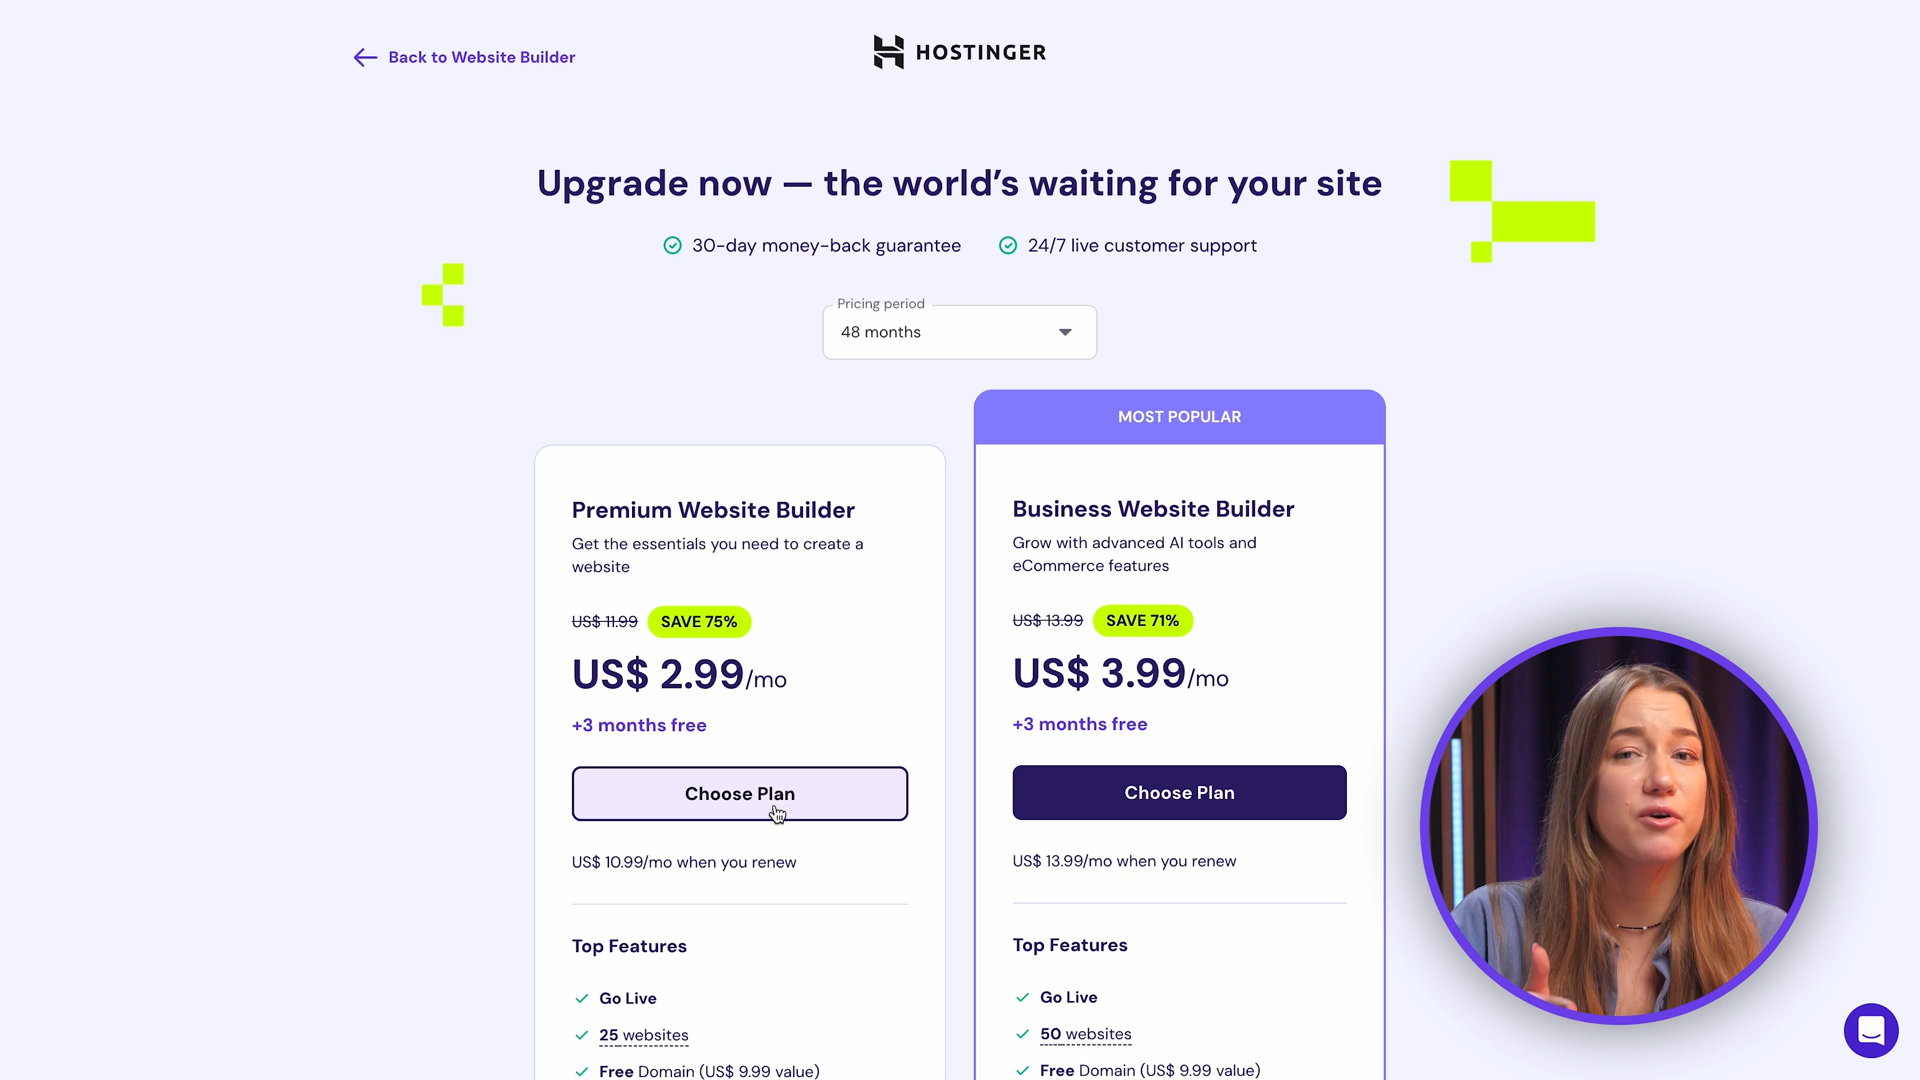 Back to Website Builder
HOSTINGER
Upgrade now — the world’s waiting for your site
30-day money-back guarantee
24/7 live customer support
Pricing period
48 months
Premium Website Builder
Get the essentials you need to create a
website
US$ 11.99
SAVE 75%
US$ 2.99/mo
+3 months free
Choose Plan
US$ 10.99/mo when you renew
Top Features
Go Live
25 websites
Free Domain (US$ 9.99 value)
MOST POPULAR
Business Website Builder
Grow with advanced AI tools and
eCommerce features
US$ 13.99
SAVE 71%
US$ 3.99/mo
+3 months free
Choose Plan
US$ 13.99/mo when you renew
Top Features
Go Live
50 websites
Free Domain (US$ 9.99 value)